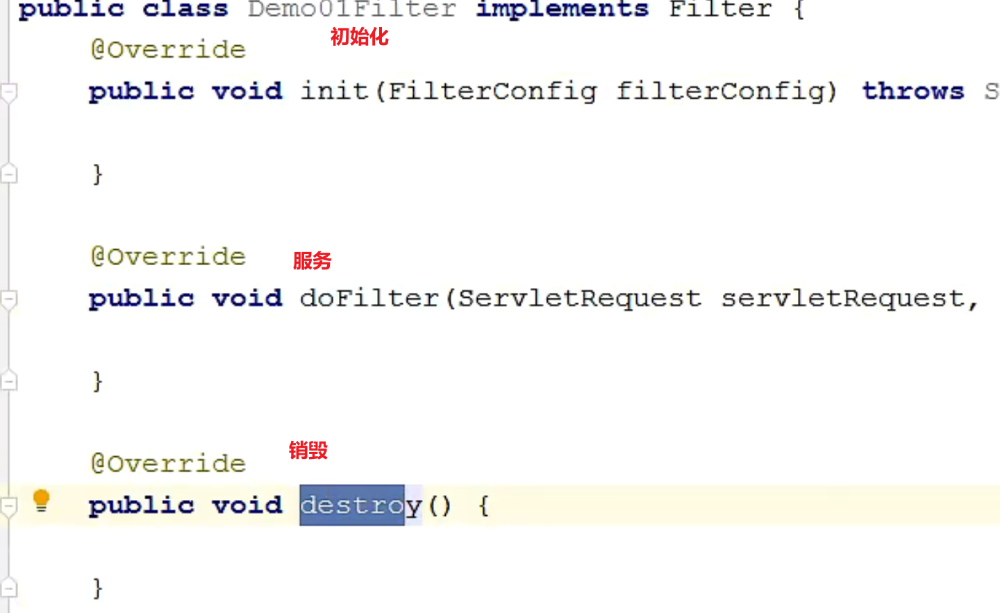 public class Demo01Filter implements Filter {
初始化
@Override
public void init(FilterConfig filterConfig) throws S
}
@Override
服务
public void doFilter(ServletRequest servletRequest,
}
销毁
@Override
public void destroy() {
}